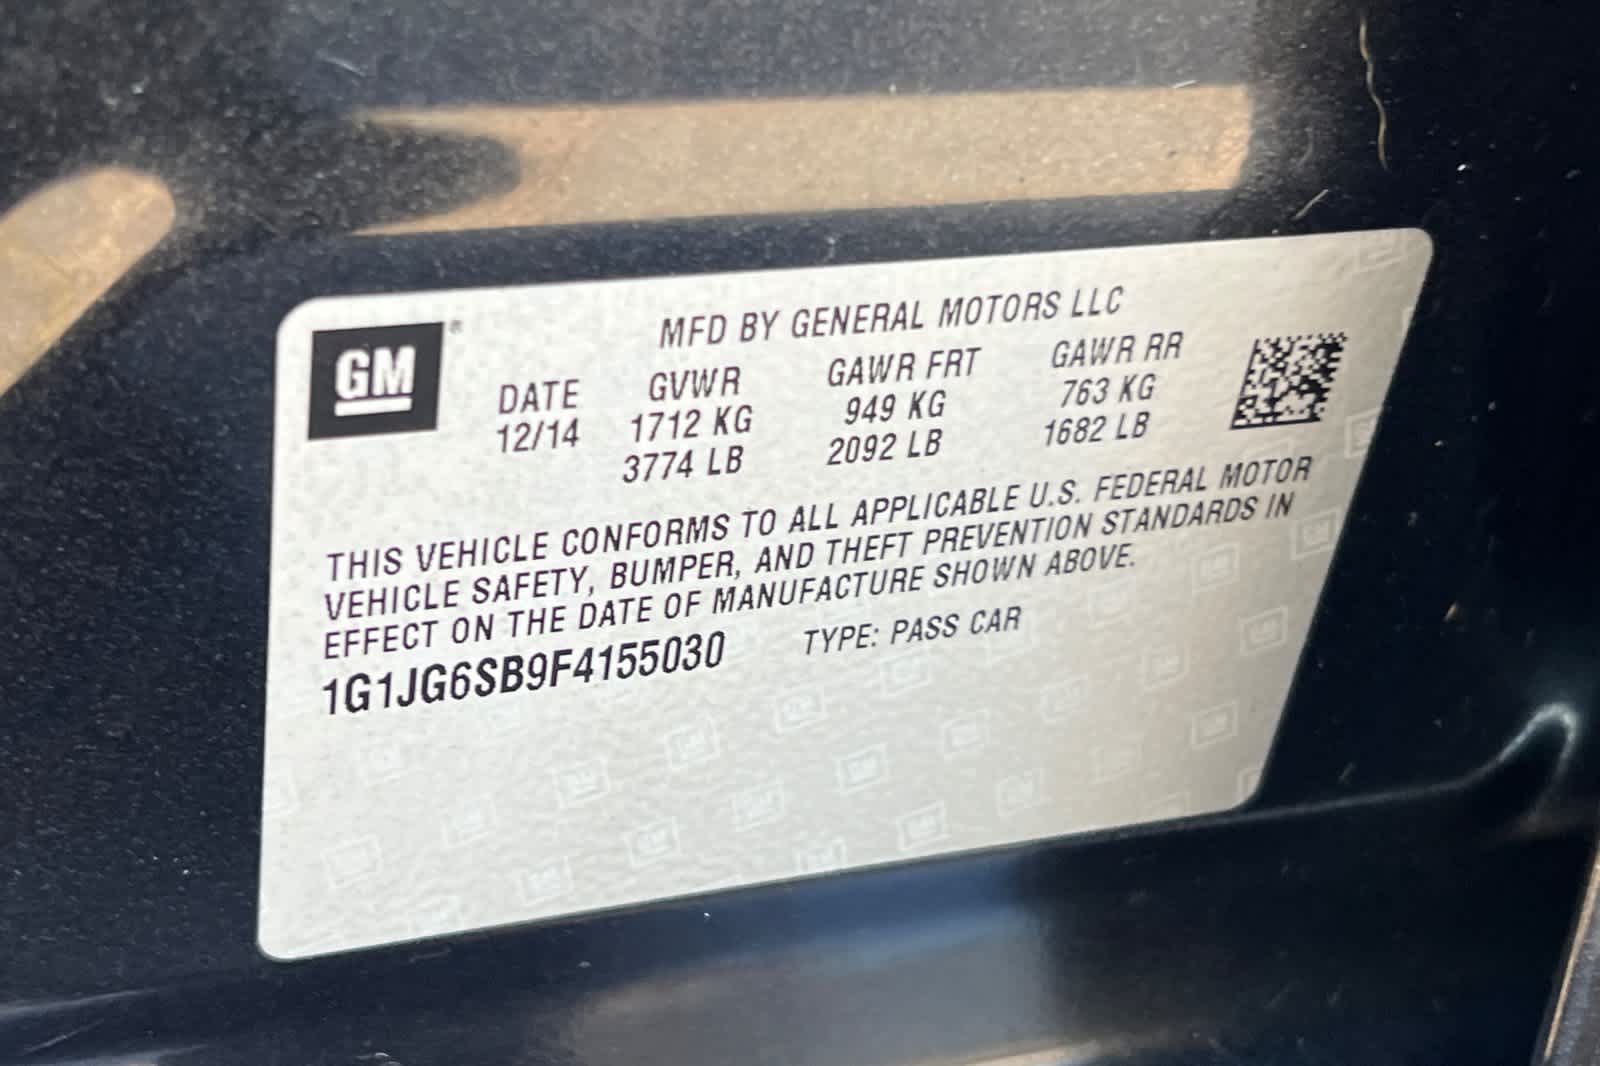 GM ®
MFD BY GENERAL MOTORS LLC
DATE GVWR GAWR FRT GAWR RR
12/14 1712 KG 949 KG 763 KG
3774 LB 2092 LB 1682 LB
THIS VEHICLE CONFORMS TO ALL APPLICABLE U.S. FEDERAL MOTOR
VEHICLE SAFETY, BUMPER, AND THEFT PREVENTION STANDARDS IN
EFFECT ON THE DATE OF MANUFACTURE SHOWN ABOVE.
1G1JG6SB9F4155030 TYPE: PASS CAR